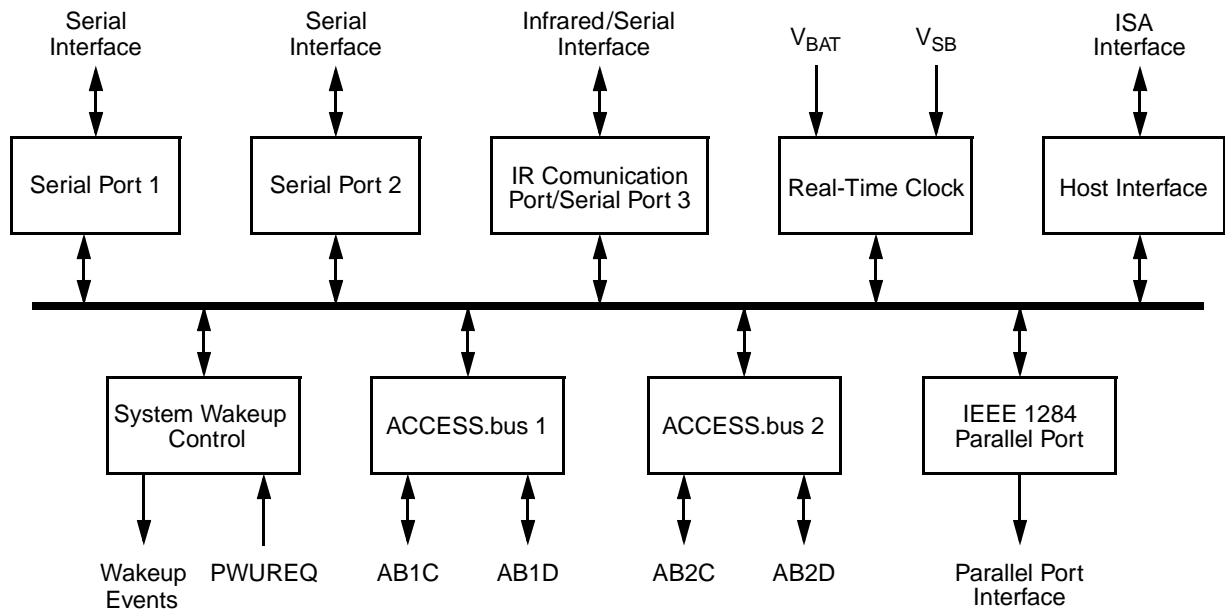 Serial
Interface
Serial
Interface
Infrared/Serial
Interface
VBAT
VSB
ISA
Interface
Serial Port 1
Serial Port 2
IR Comunication
Port/Serial Port 3
Real-Time Clock
Host Interface
System Wakeup
Control
ACCESS.bus 1
ACCESS.bus 2
IEEE 1284
Parallel Port
Wakeup
Events
PWUREQ
AB1C
AB1D
AB2C
AB2D
Parallel Port
Interface